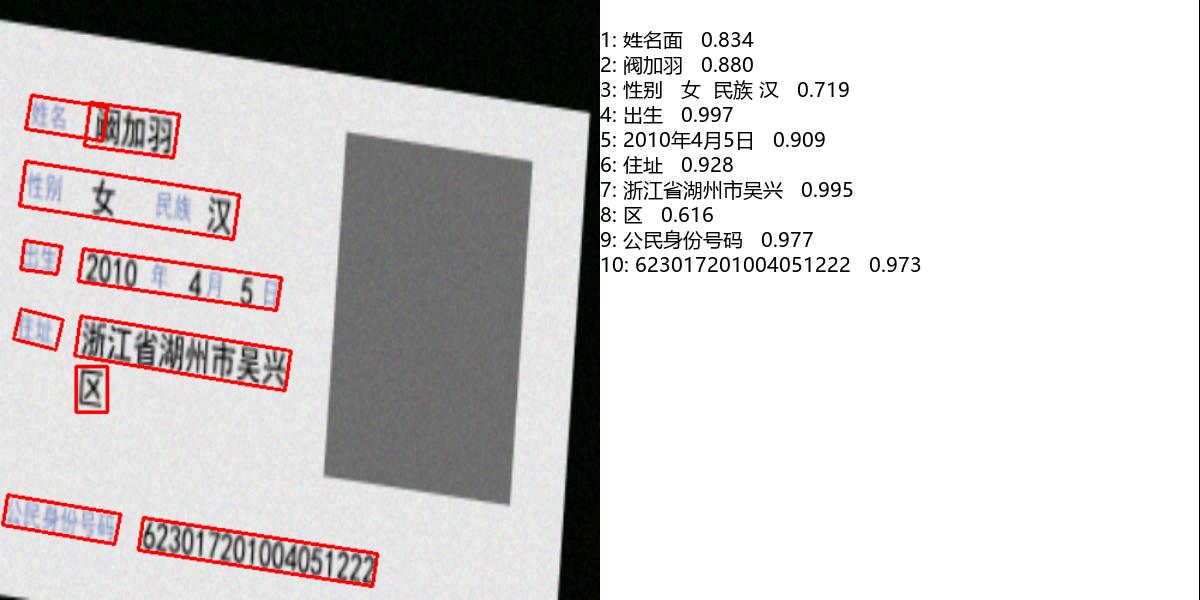 姓名 阚加羽
性别 女 民族 汉
出生 2010 年 4 月 5 日
住址 浙江省湖州市吴兴
区
公民身份号码 623017201004051222
1: 姓名面 0.834
2: 阀加羽 0.880
3: 性别 女 民族 汉 0.719
4: 出生 0.997
5: 2010年4月5日 0.909
6: 住址 0.928
7: 浙江省湖州市吴兴 0.995
8: 区 0.616
9: 公民身份号码 0.977
10: 623017201004051222 0.973